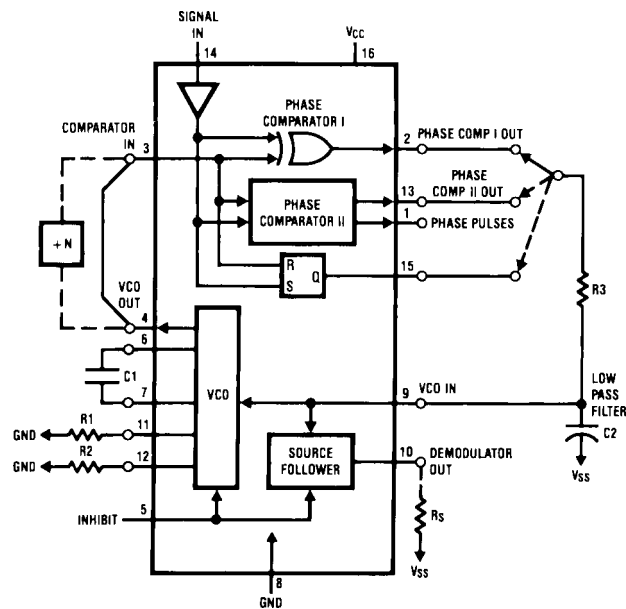 SIGNAL
IN
14
VCC
16
PHASE
COMPARATOR I
COMPARATOR
IN
3
2
PHASE COMP I OUT
PHASE
COMP II OUT
13
1
PHASE PULSES
PHASE
COMPARATOR II
+N
R
S
Q
15
R3
VCO
OUT
4
6
C1
7
VCO
9
VCO IN
LOW
PASS
FILTER
C2
VSS
GND
R1
11
GND
R2
12
SOURCE
FOLLOWER
10
DEMODULATOR
OUT
RS
VSS
INHIBIT
5
8
GND